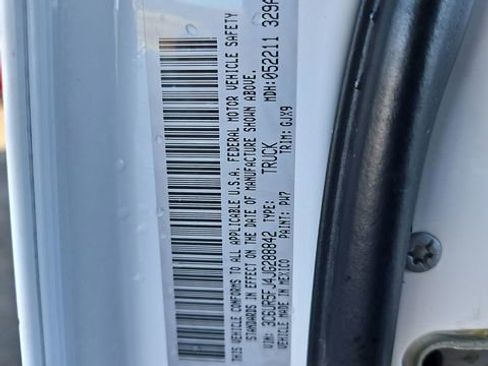 THIS VEHICLE CONFORMS TO ALL APPLICABLE U.S.A. FEDERAL MOTOR VEHICLE SAFETY
STANDARDS IN EFFECT ON THE DATE OF MANUFACTURE SHOWN ABOVE.
VIN: 3C6UR5FJ4JG288842 TYPE: TRUCK MDH:052211 329A
PAINT: PW7 TRIM: GJX9
MADE IN MEXICO